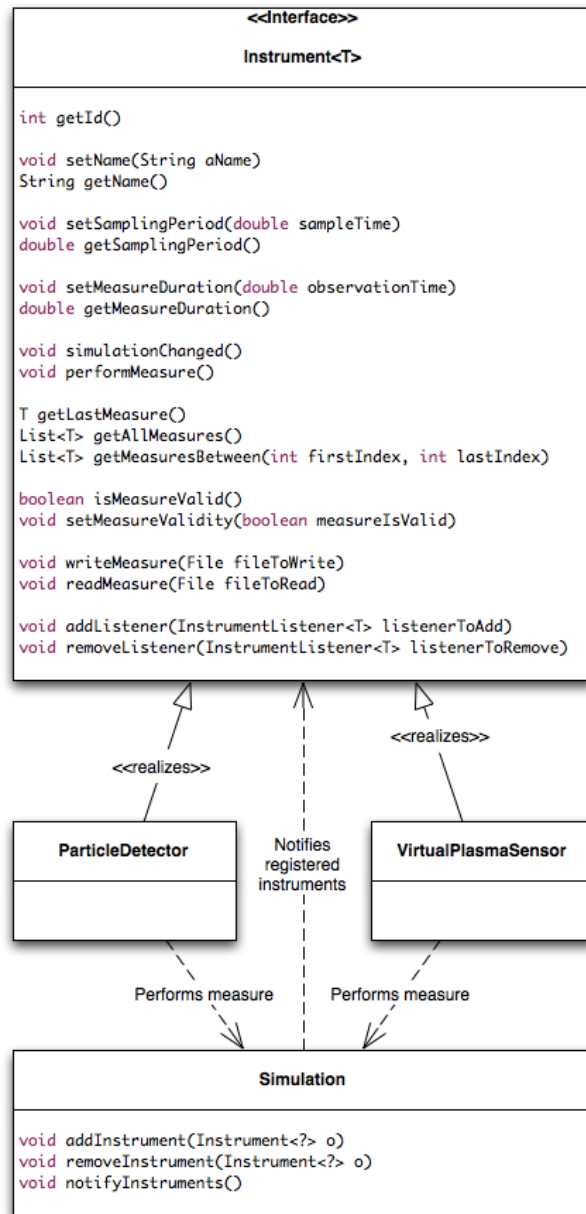 <<Interface>>
Instrument<T>
int getId()
void setName(String aName)
String getName()
void setSamplingPeriod(double sampleTime)
double getSamplingPeriod()
void setMeasureDuration(double observationTime)
double getMeasureDuration()
void simulationChanged()
void performMeasure()
T getLastMeasure()
List<T> getAllMeasures()
List<T> getMeasuresBetween(int firstIndex, int lastIndex)
boolean isMeasureValid()
void setMeasureValidity(boolean measureIsValid)
void writeMeasure(File fileToWrite)
void readMeasure(File fileToRead)
void addListener(InstrumentListener<T> listenerToAdd)
void removeListener(InstrumentListener<T> listenerToRemove)
<<realizes>>
<<realizes>>
ParticleDetector
Notifies
registered
instruments
VirtualPlasmaSensor
Performs measure
Performs measure
Simulation
void addInstrument(Instrument<?> o)
void removeInstrument(Instrument<?> o)
void notifyInstruments()